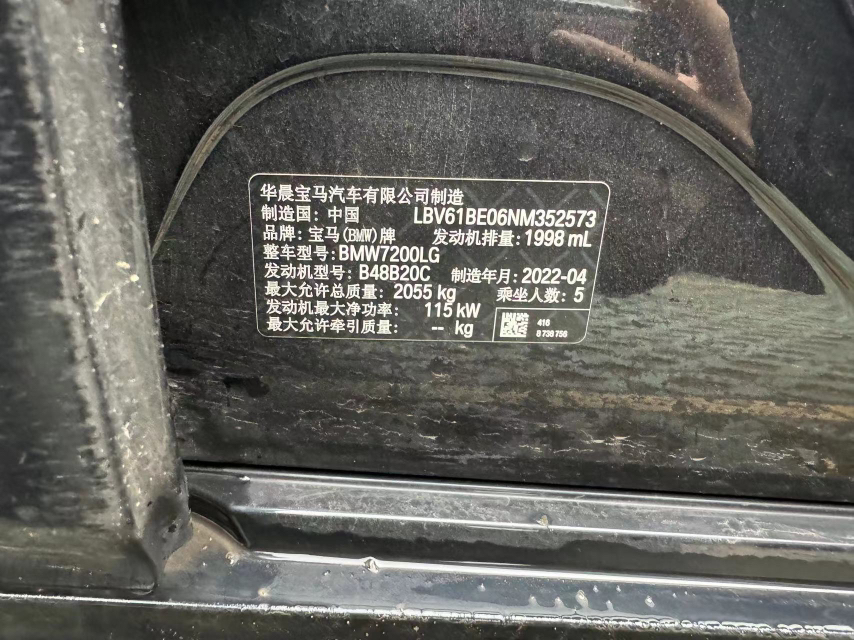 华晨宝马汽车有限公司制造
制造国: 中国 LBV61BE06NM352573
品牌: 宝马(BMW)牌 发动机排量: 1998 mL
整车型号: BMW7200LG
发动机型号: B48B20C 制造年月: 2022-04
最大允许总质量: 2055 kg 乘坐人数: 5
发动机最大净功率: 115 kW
最大允许牵引质量: -- kg
416
8 738 756